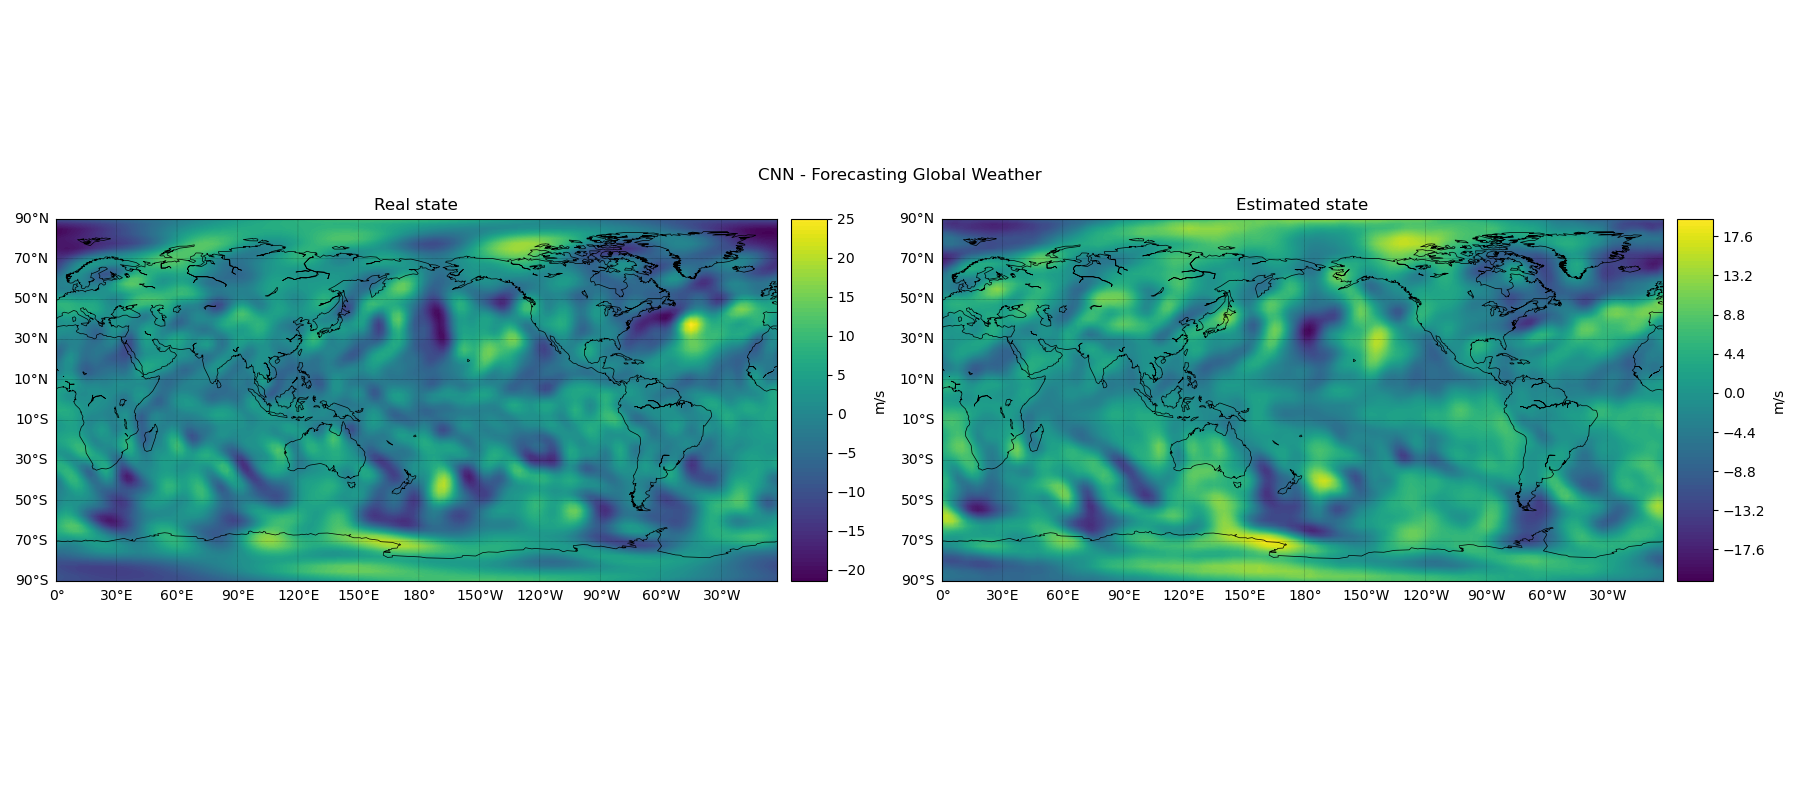 CNN - Forecasting Global Weather
Real state
90°N
70°N
50°N
30°N
10°N
10°S
30°S
50°S
70°S
90°S
0°
30°E
60°E
90°E
120°E
150°E
180°
150°W
120°W
90°W
60°W
30°W
25
20
15
10
5
0
−5
−10
−15
−20
m/s
Estimated state
90°N
70°N
50°N
30°N
10°N
10°S
30°S
50°S
70°S
90°S
0°
30°E
60°E
90°E
120°E
150°E
180°
150°W
120°W
90°W
60°W
30°W
17.6
13.2
8.8
4.4
0.0
−4.4
−8.8
−13.2
−17.6
m/s